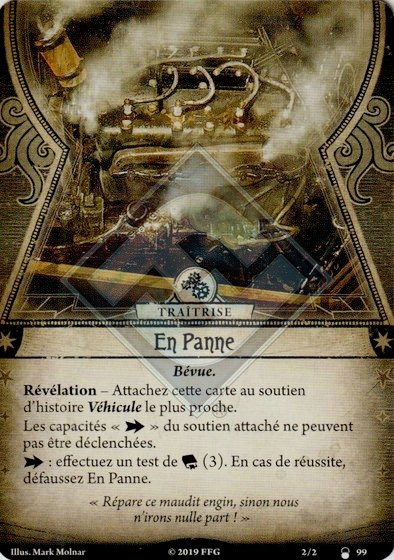 TRAÎTRISE
En Panne
Bévue.
Révélation – Attachez cette carte au soutien
d'histoire Véhicule le plus proche.
Les capacités « » du soutien attaché ne peuvent
pas être déclenchées.
: effectuez un test de (3). En cas de réussite,
défaussez En Panne.
« Répare ce maudit engin, sinon nous
n'irons nulle part ! »
Illus. Mark Molnar © 2019 FFG 2/2 99